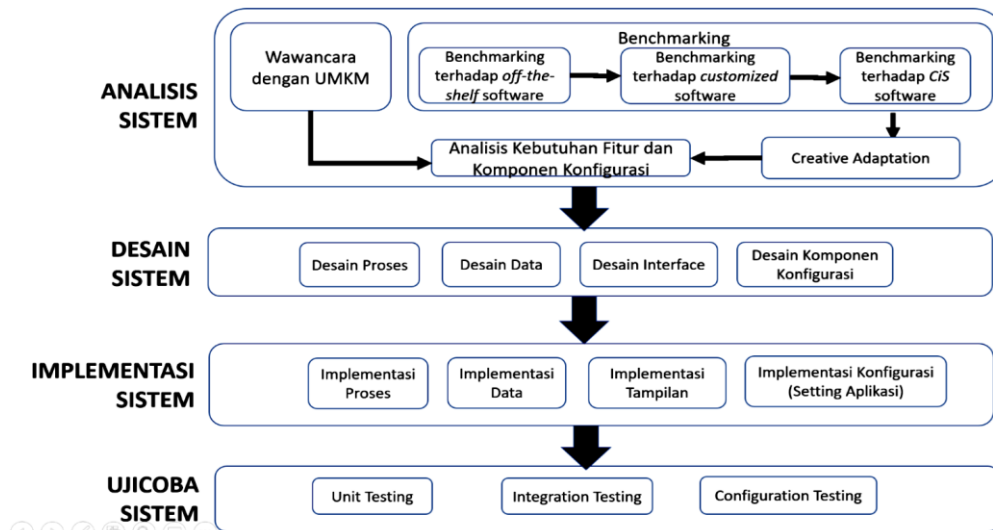 ANALISIS
SISTEM
Wawancara
dengan UMKM
Benchmarking
Benchmarking
terhadap off-the-
shelf software
Benchmarking
terhadap customized
software
Benchmarking
terhadap CiS
software
Analisis Kebutuhan Fitur dan
Komponen Konfigurasi
Creative Adaptation
DESAIN
SISTEM
Desain Proses
Desain Data
Desain Interface
Desain Komponen
Konfigurasi
IMPLEMENTASI
SISTEM
Implementasi
Proses
Implementasi
Data
Implementasi
Tampilan
Implementasi Konfigurasi
(Setting Aplikasi)
UJICOBA
SISTEM
Unit Testing
Integration Testing
Configuration Testing